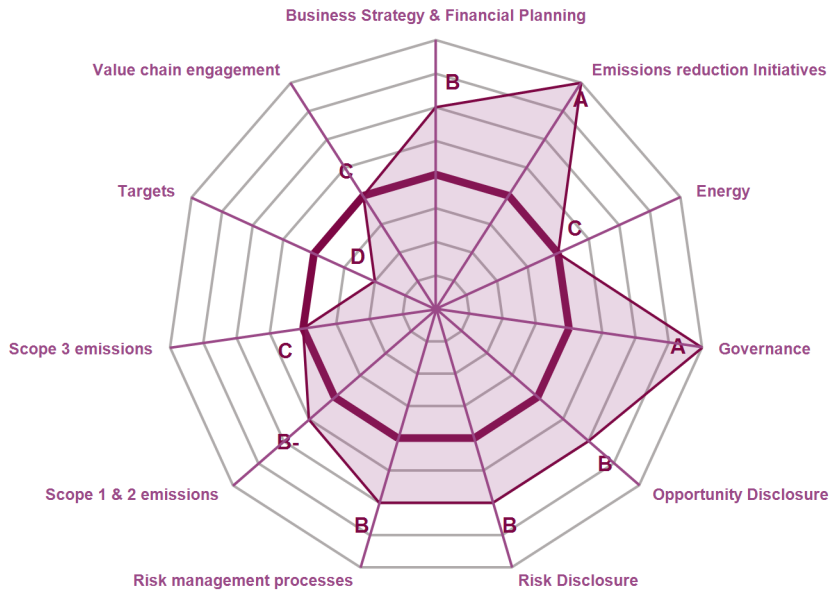 Business Strategy & Financial Planning
B
Value chain engagement
Emissions reduction Initiatives
A
C
Targets
Energy
C
D
Scope 3 emissions
C
A
Governance
B-
B
Scope 1 & 2 emissions
Opportunity Disclosure
B
B
Risk management processes
Risk Disclosure